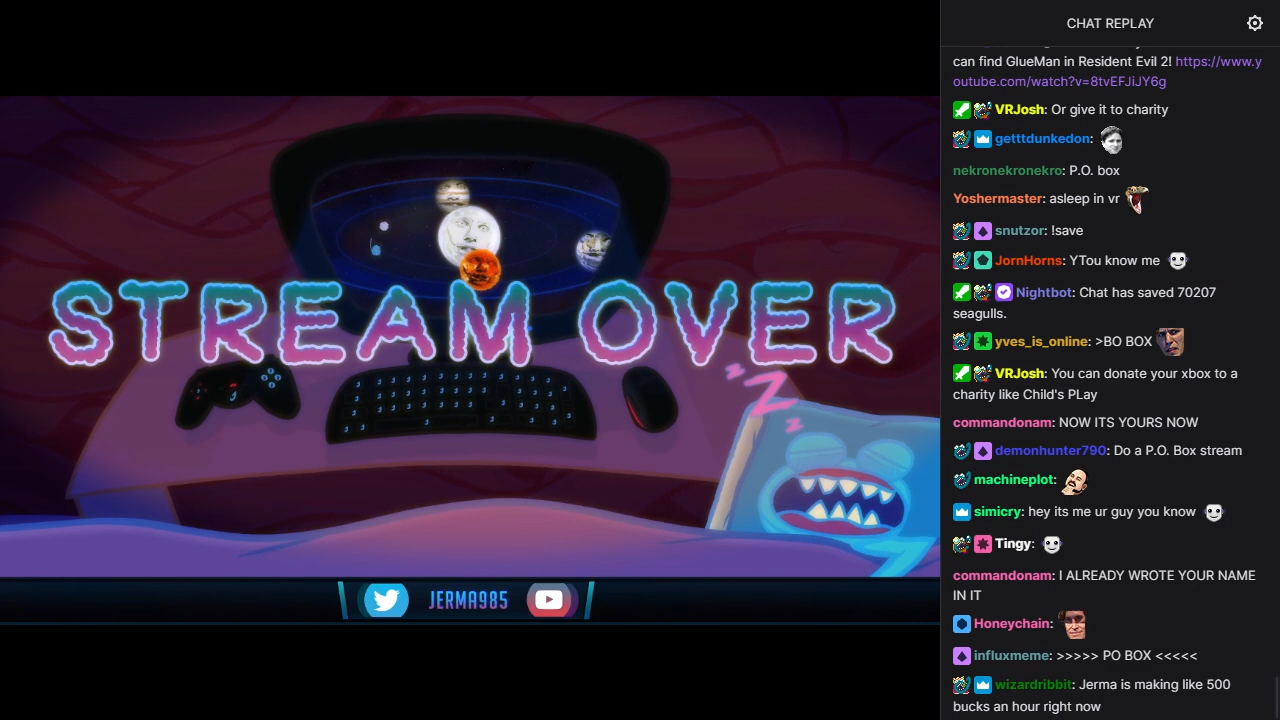 STREAM OVER
z
Z
z
JERMA985
CHAT REPLAY
can find GlueMan in Resident Evil 2! https://www.y
outube.com/watch?v=8tvEFJiJY6g
VRJosh: Or give it to charity
getttdunkedon:
nekronekronekro: P.O. box
Yoshermaster: asleep in vr
snutzor: !save
JornHorns: YTou know me
Nightbot: Chat has saved 70207
seagulls.
yves_is_online: >BO BOX
VRJosh: You can donate your xbox to a
charity like Child's PLay
commandonam: NOW ITS YOURS NOW
demonhunter790: Do a P.O. Box stream
machineplot:
simicry: hey its me ur guy you know
Tingy:
commandonam: I ALREADY WROTE YOUR NAME
IN IT
Honeychain:
influxmeme: >>>>> PO BOX <<<<<
wizardribbit: Jerma is making like 500
bucks an hour right now